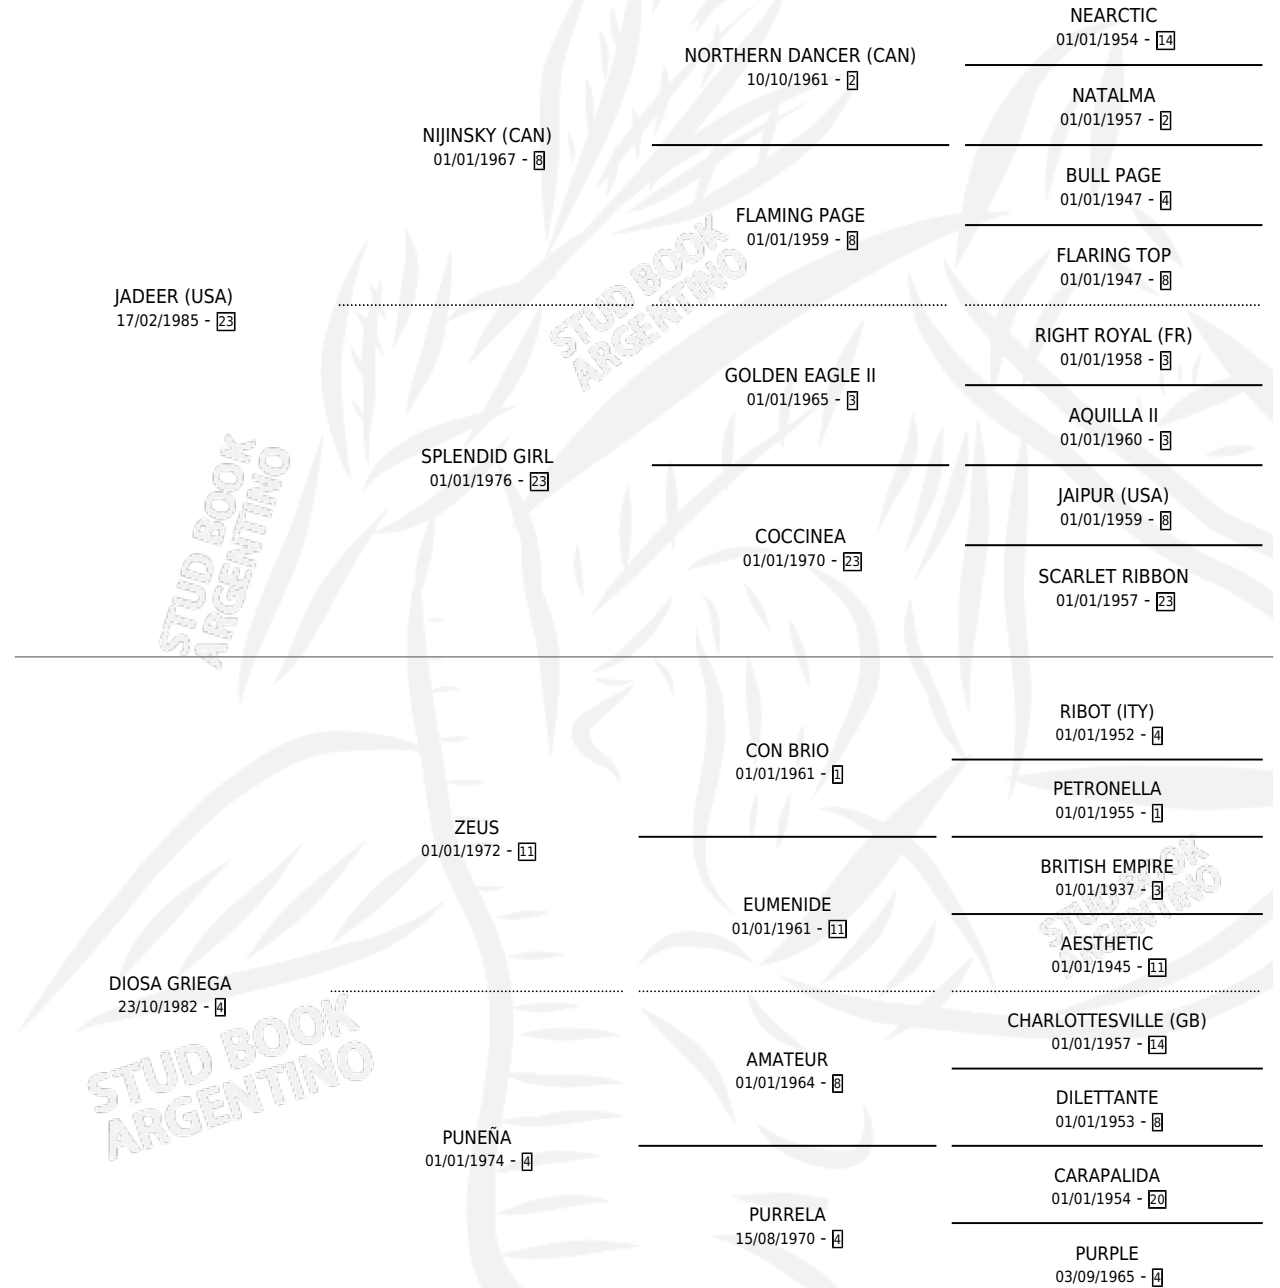 NEARCTIC
01/01/1954 - 14
NORTHERN DANCER (CAN)
10/10/1961 - 2
NATALMA
01/01/1957 - 2
NIJINSKY (CAN)
01/01/1967 - 8
BULL PAGE
01/01/1947 - 4
FLAMING PAGE
01/01/1959 - 8
FLARING TOP
01/01/1947 - 8
JADEER (USA)
17/02/1985 - 23
RIGHT ROYAL (FR)
01/01/1958 - 3
GOLDEN EAGLE II
01/01/1965 - 3
AQUILLA II
01/01/1960 - 3
SPLENDID GIRL
01/01/1976 - 23
JAIPUR (USA)
01/01/1959 - 8
COCCINEA
01/01/1970 - 23
SCARLET RIBBON
01/01/1957 - 23
STUD BOOK
ARGENTINO
STUD BOOK
ARGENTINO
RIBOT (ITY)
01/01/1952 - 4
CON BRIO
01/01/1961 - 1
PETRONELLA
01/01/1955 - 1
ZEUS
01/01/1972 - 11
BRITISH EMPIRE
01/01/1937 - 3
EUMENIDE
01/01/1961 - 11
AESTHETIC
01/01/1945 - 11
STUD BOOK
ARGENTINO
DIOSA GRIEGA
23/10/1982 - 4
CHARLOTTESVILLE (GB)
01/01/1957 - 14
AMATEUR
01/01/1964 - 8
DILETTANTE
01/01/1953 - 8
STUD BOOK
ARGENTINO
PUNEÑA
01/01/1974 - 4
CARAPALIDA
01/01/1954 - 20
PURRELA
15/08/1970 - 4
PURPLE
03/09/1965 - 4